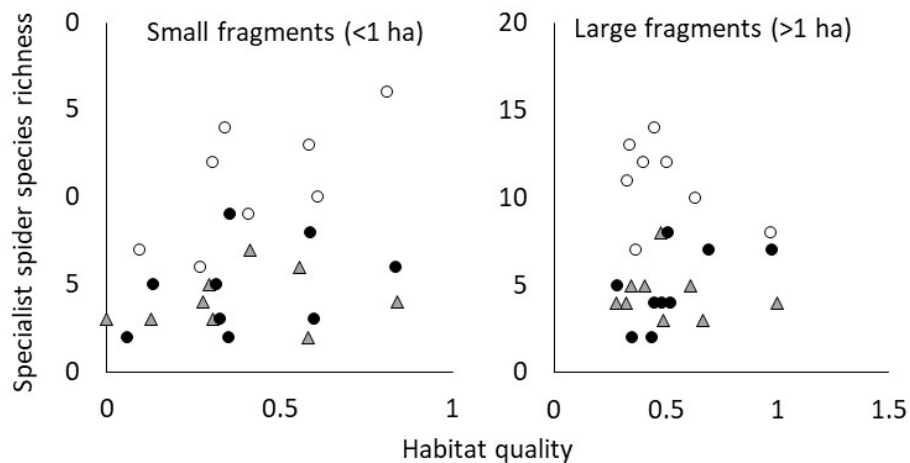 Small fragments (<1 ha)
Large fragments (>1 ha)
Specialist spider species richness
0
5
0
5
0
20
15
10
5
0
0 0.5 1
0 0.5 1 1.5
Habitat quality